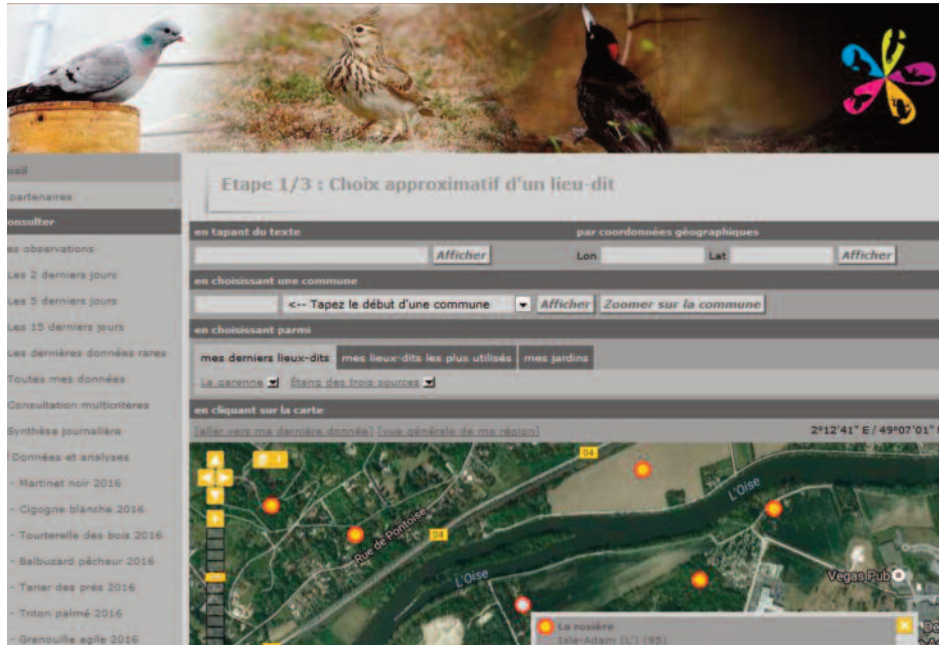 ueil
partenaires
onsulter
es observations
Les 2 derniers jours
Les 5 derniers jours
Les 15 derniers jours
Les dernières données rares
Toutes mes données
Consultation multicritères
Synthèse journalière
Données et analyses
- Martinet noir 2016
- Cigogne blanche 2016
- Tourterelle des bois 2016
- Balbuzard pêcheur 2016
- Tarier des prés 2016
- Triton palmé 2016
- Grenouille agile 2016
Etape 1/3 : Choix approximatif d'un lieu-dit
en tapant du texte par coordonnées géographiques
Afficher Lon Lat Afficher
en choisissant une commune
<-- Tapez le début d'une commune Afficher Zoomer sur la commune
en choisissant parmi
mes derniers lieux-dits mes lieux-dits les plus utilisés mes jardins
La garenne Étang des trois sources
en cliquant sur la carte
[aller vers ma dernière donnée] [vue générale de ma région] 2°12'41" E / 49°07'01"
D4
L'Oise
Rue de Pontoise
D4
L'Oise
Vegas Pub
La rosière
Isle-Adam (L') (95)